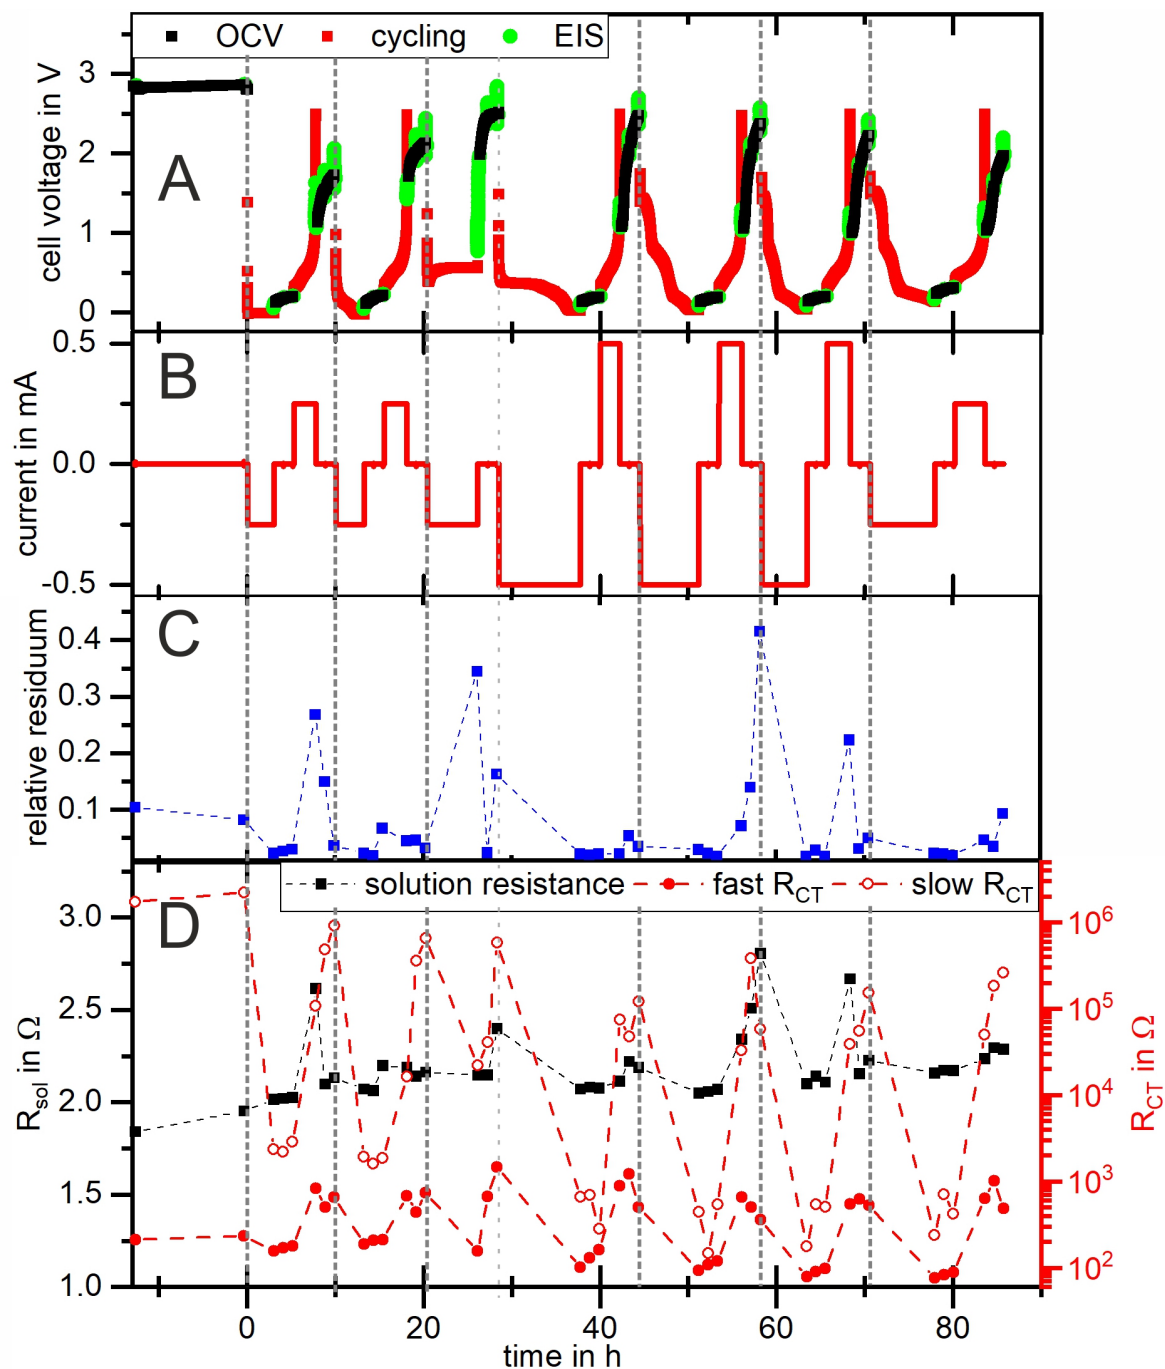 OCV cycling EIS
A
cell voltage in V
3
2
1
0
B
current in mA
0.5
0.0
-0.5
C
relative residuum
0.4
0.3
0.2
0.1
solution resistance fast R_CT slow R_CT
D
R_sol in Ω
3.0
2.5
2.0
1.5
1.0
R_CT in Ω
10^6
10^5
10^4
10^3
10^2
0 20 40 60 80
time in h